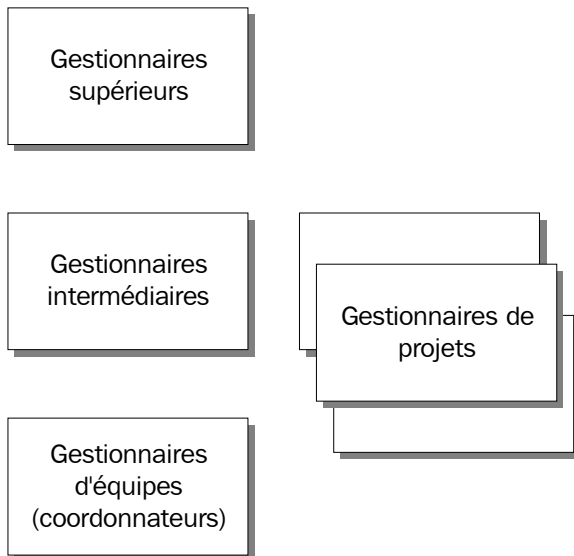 Gestionnaires
supérieurs
Gestionnaires
intermédiaires
Gestionnaires de
projets
Gestionnaires
d'équipes
(coordonnateurs)